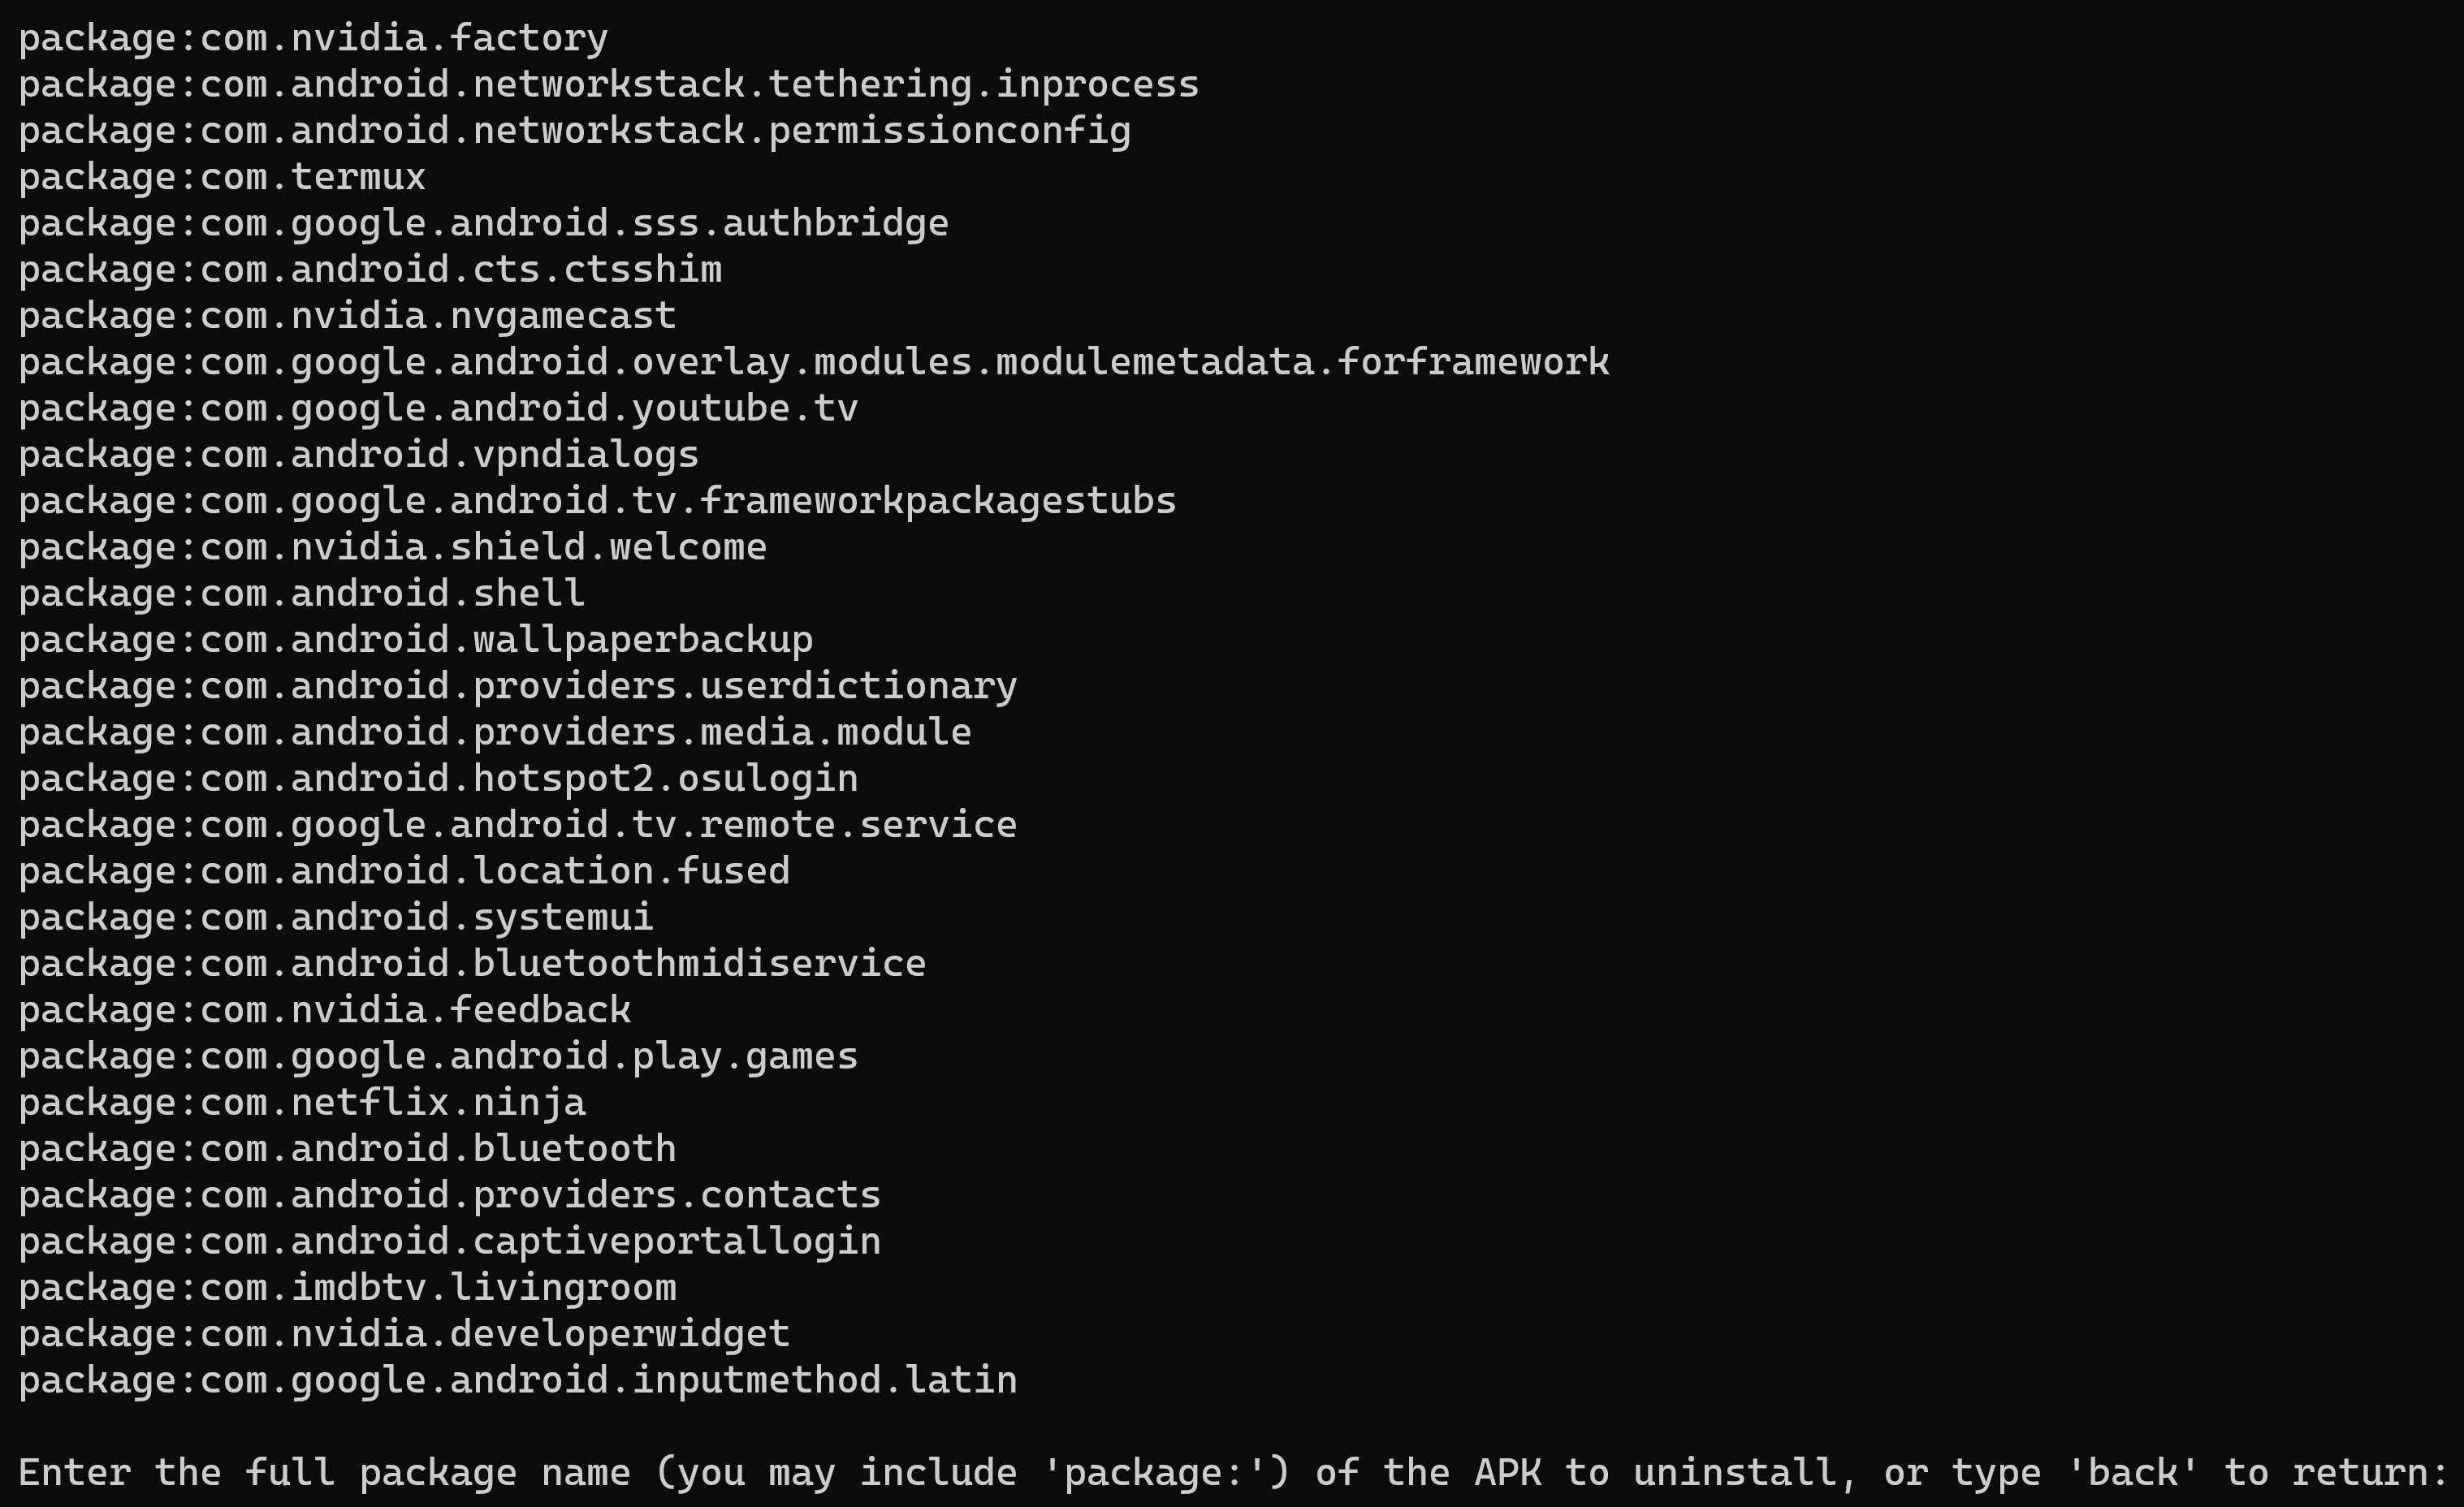 package:com.nvidia.factory
package:com.android.networkstack.tethering.inprocess
package:com.android.networkstack.permissionconfig
package:com.termux
package:com.google.android.sss.authbridge
package:com.android.cts.ctsshim
package:com.nvidia.nvgamecast
package:com.google.android.overlay.modules.modulemetadata.forframework
package:com.google.android.youtube.tv
package:com.android.vpndialogs
package:com.google.android.tv.frameworkpackagestubs
package:com.nvidia.shield.welcome
package:com.android.shell
package:com.android.wallpaperbackup
package:com.android.providers.userdictionary
package:com.android.providers.media.module
package:com.android.hotspot2.osulogin
package:com.google.android.tv.remote.service
package:com.android.location.fused
package:com.android.systemui
package:com.android.bluetoothmidiservice
package:com.nvidia.feedback
package:com.google.android.play.games
package:com.netflix.ninja
package:com.android.bluetooth
package:com.android.providers.contacts
package:com.android.captiveportallogin
package:com.imdbtv.livingroom
package:com.nvidia.developerwidget
package:com.google.android.inputmethod.latin
Enter the full package name (you may include 'package:') of the APK to uninstall, or type 'back' to return: